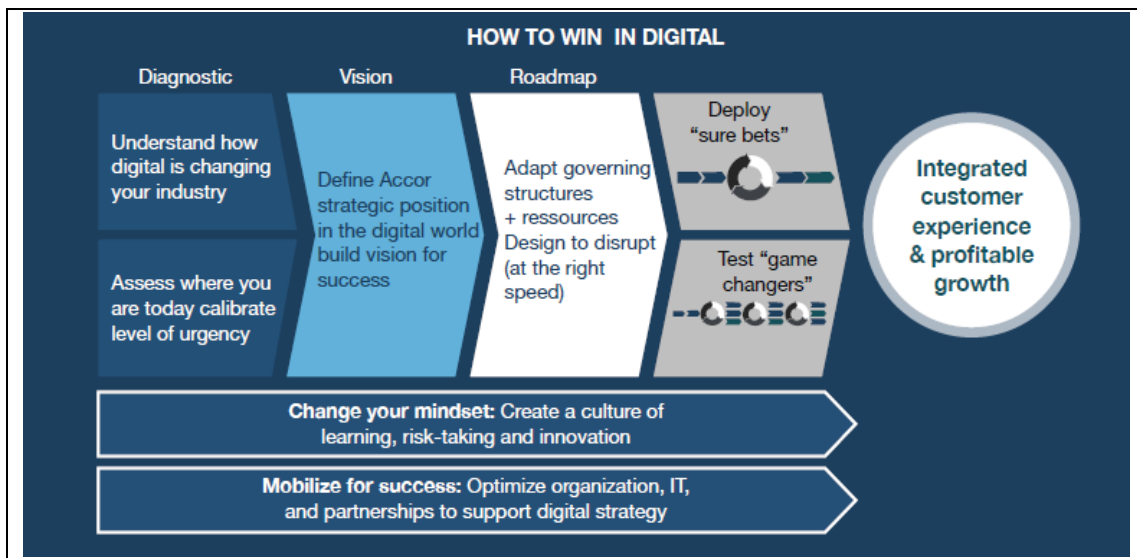 HOW TO WIN IN DIGITAL
Diagnostic
Vision
Roadmap
Understand how
digital is changing
your industry
Assess where you
are today calibrate
level of urgency
Define Accor
strategic position
in the digital world
build vision for
success
Adapt governing
structures
+ ressources
Design to disrupt
(at the right
speed)
Deploy
“sure bets”
Test “game
changers”
Integrated
customer
experience
& profitable
growth
Change your mindset: Create a culture of
learning, risk-taking and innovation
Mobilize for success: Optimize organization, IT,
and partnerships to support digital strategy